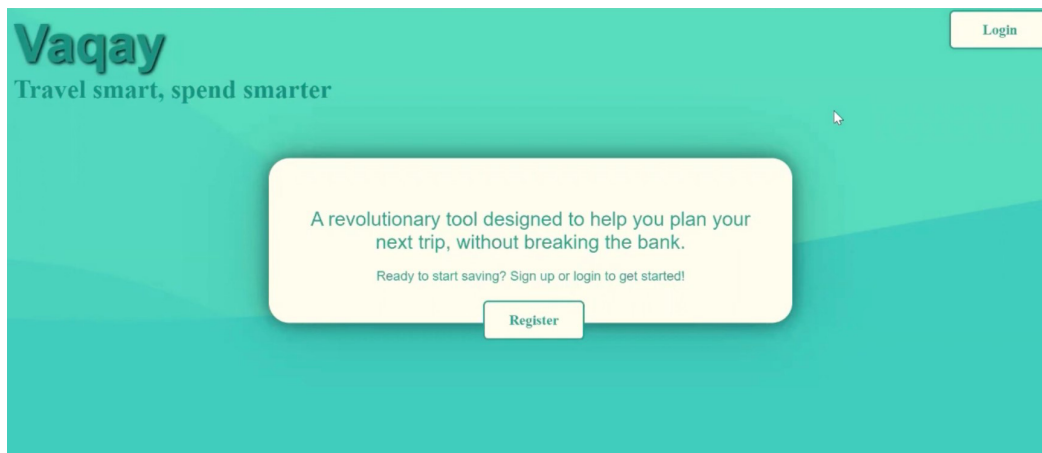 Vaqay
Login
Travel smart, spend smarter
A revolutionary tool designed to help you plan your
next trip, without breaking the bank.
Ready to start saving? Sign up or login to get started!
Register